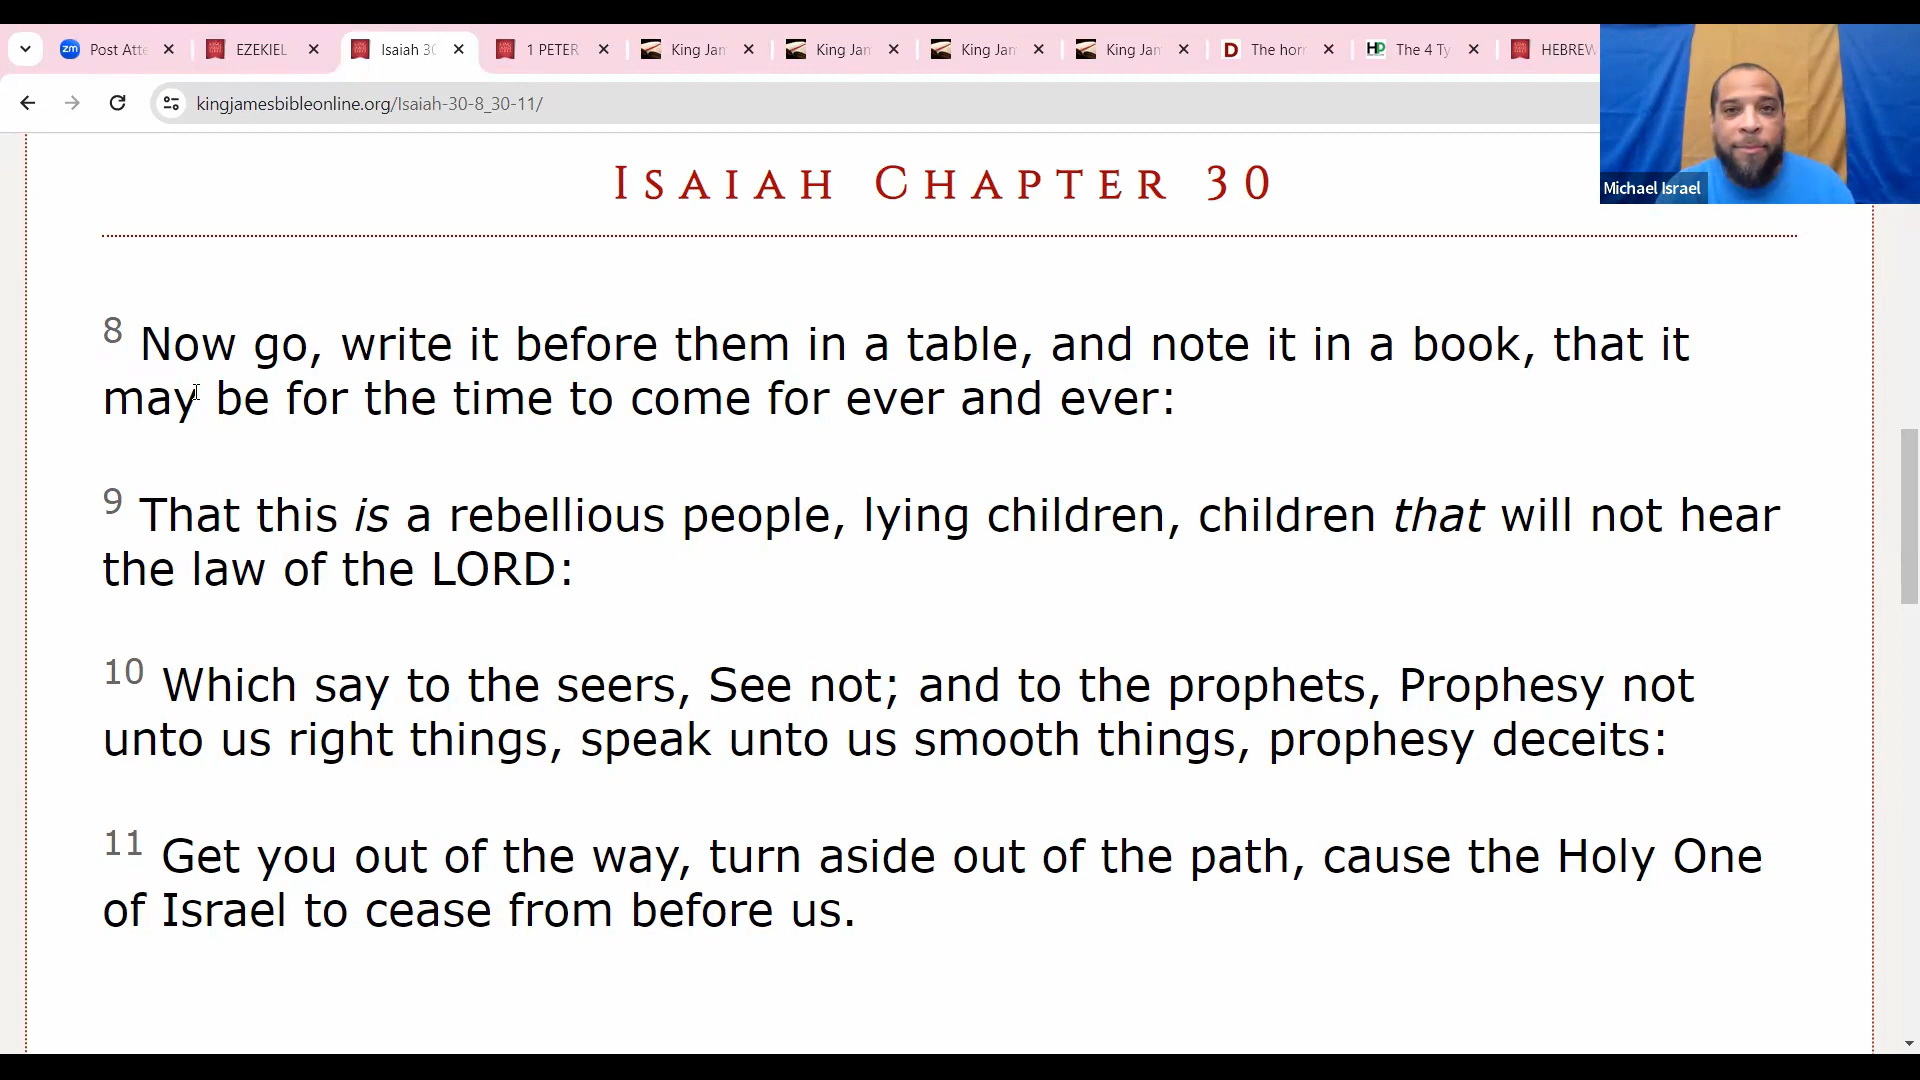 Post Atte
EZEKIEL
Isaiah 30
1 PETER
King Jam
King Jam
King Jam
King Jam
The horr
The 4 Ty
HEBREW
kingjamesbibleonline.org/Isaiah-30-8_30-11/
Michael Israel
ISAIAH CHAPTER 30
8 Now go, write it before them in a table, and note it in a book, that it
may be for the time to come for ever and ever:
9 That this is a rebellious people, lying children, children that will not hear
the law of the LORD:
10 Which say to the seers, See not; and to the prophets, Prophesy not
unto us right things, speak unto us smooth things, prophesy deceits:
11 Get you out of the way, turn aside out of the path, cause the Holy One
of Israel to cease from before us.